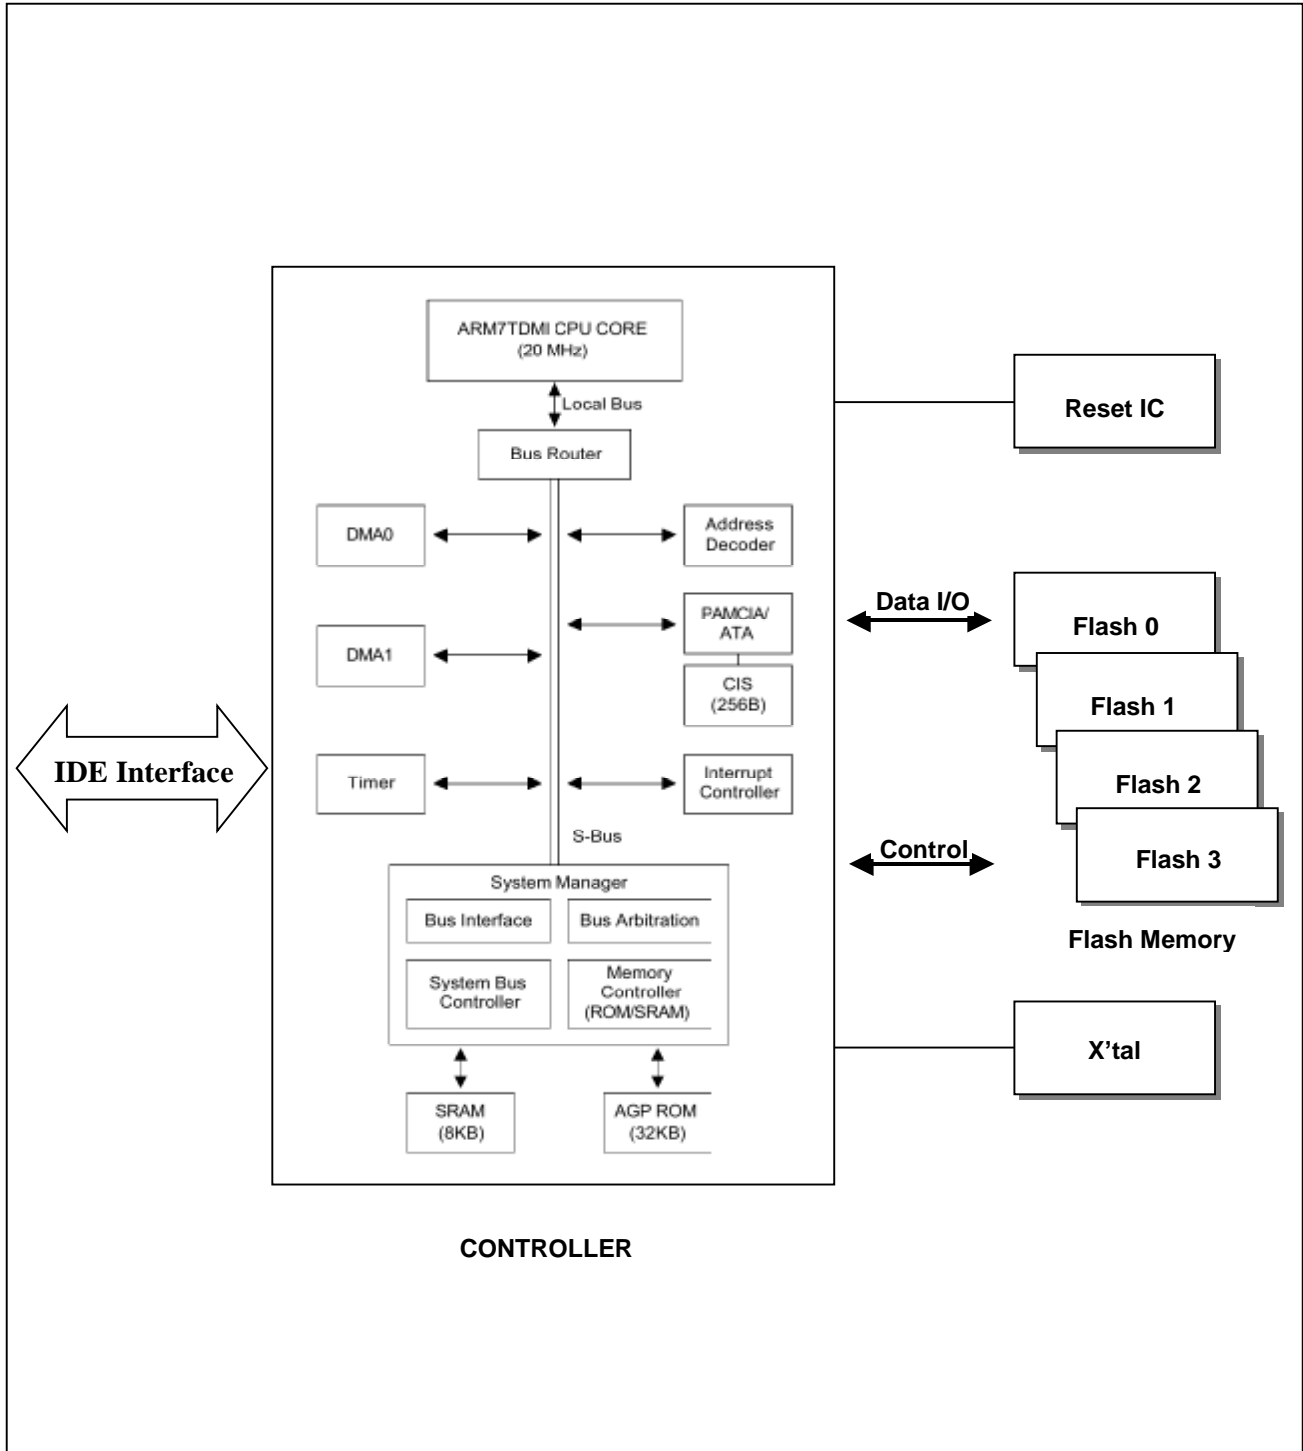 ARM7TDMI CPU CORE
(20 MHz)
Local Bus
Bus Router
Reset IC
DMA0
Address
Decoder
Data I/O
Flash 0
PAMCIA/
ATA
DMA1
CIS
(256B)
Flash 1
IDE Interface
Timer
Interrupt
Controller
Flash 2
S-Bus
Control
Flash 3
System Manager
Bus Interface
Bus Arbitration
Flash Memory
System Bus
Controller
Memory
Controller
(ROM/SRAM)
X'tal
SRAM
(8KB)
AGP ROM
(32KB)
CONTROLLER